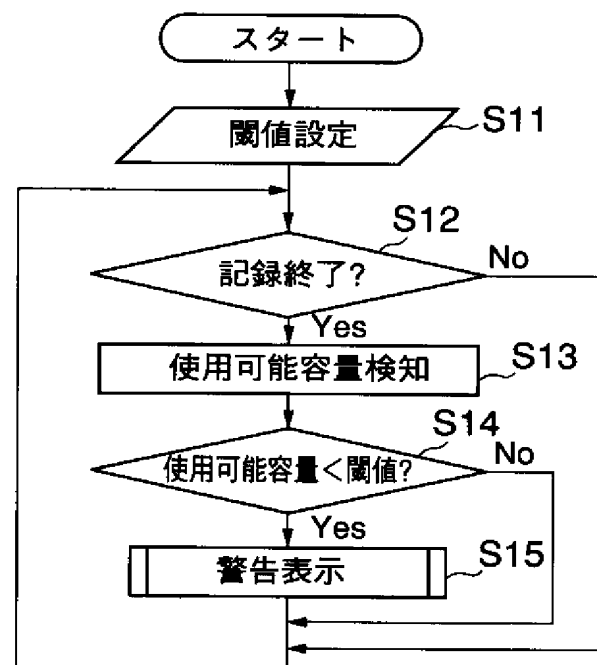 スタート
閾値設定
S11
S12
記録終了?
No
Yes
使用可能容量検知
S13
S14
使用可能容量<閾値?
No
Yes
警告表示
S15